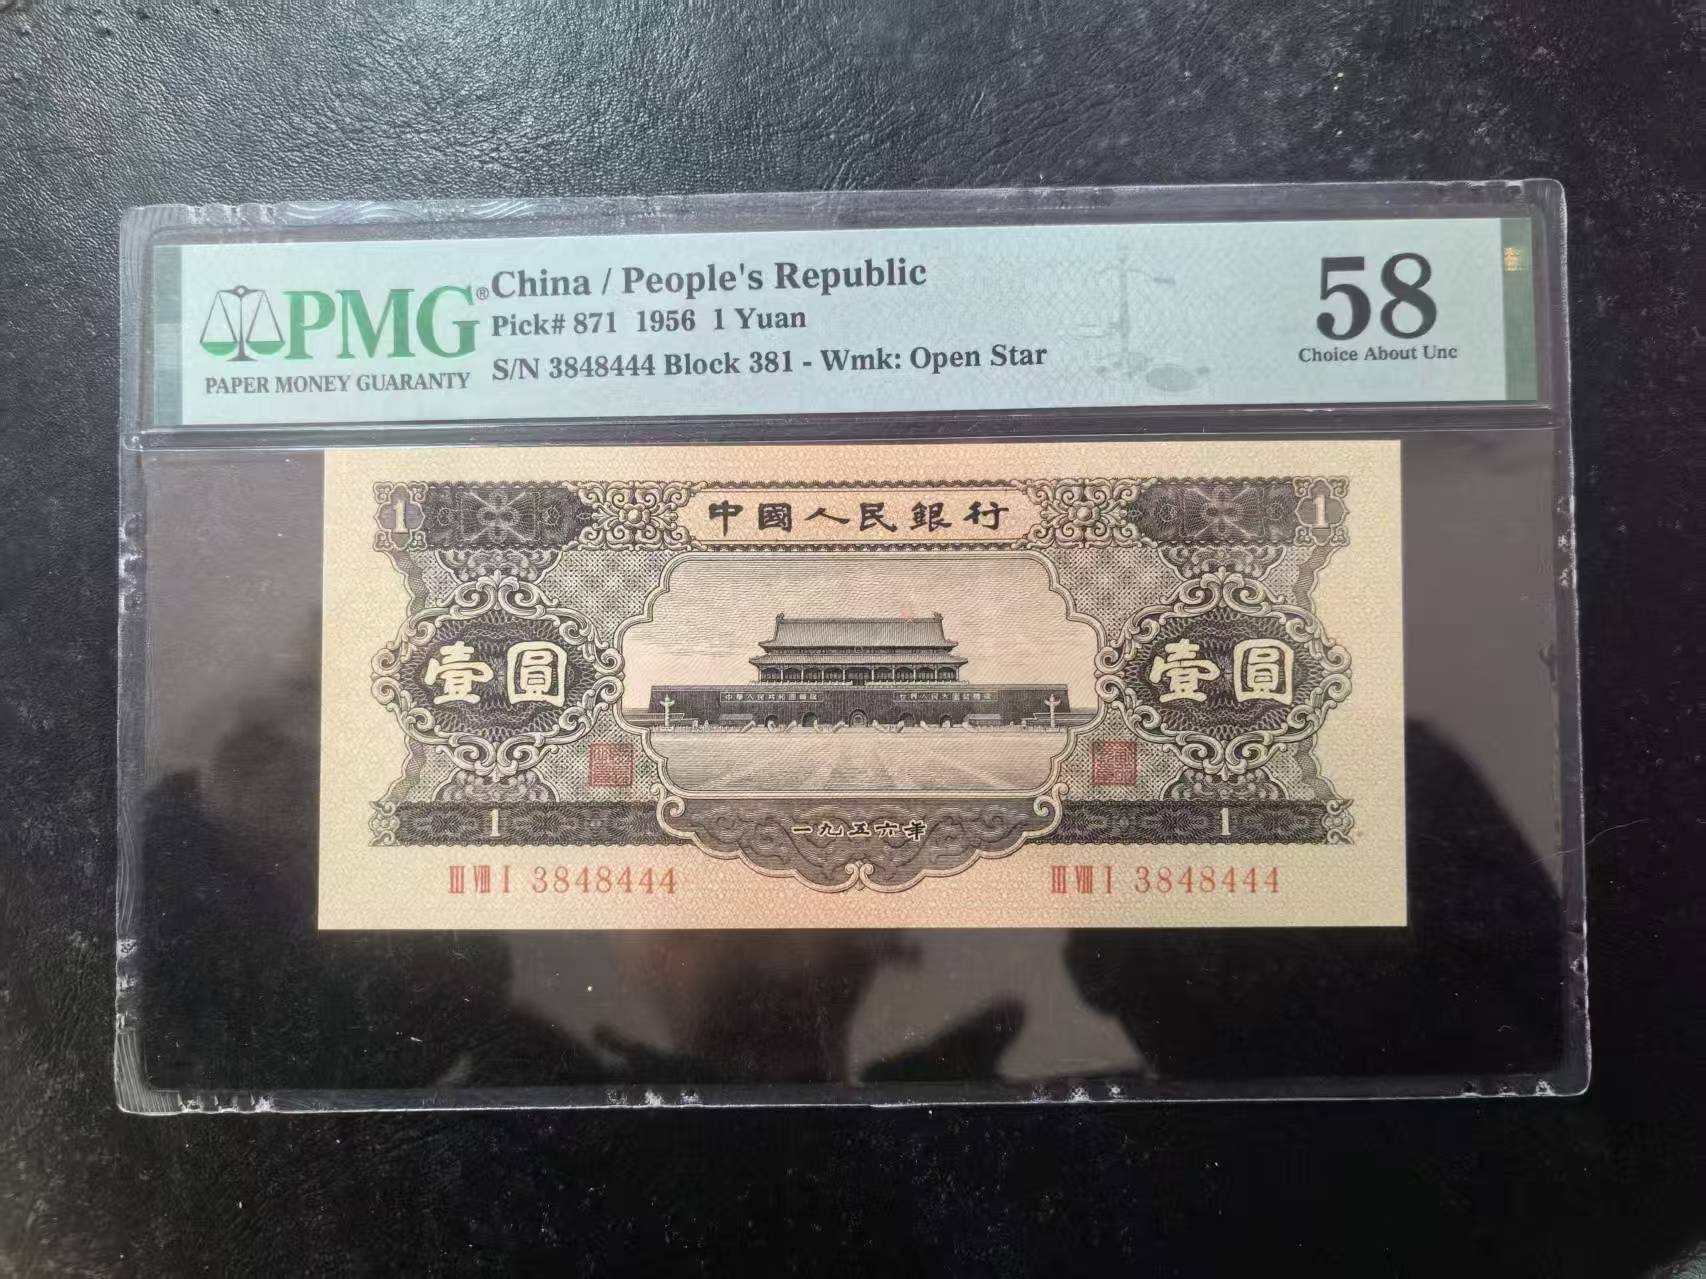 PMG®
PAPER MONEY GUARANTY
China / People's Republic
Pick# 871 1956 1 Yuan
S/N 3848444 Block 381 - Wmk: Open Star
58
Choice About Unc
1 中國人民銀行 1
壹圓 壹圓
1 一九五六年 1
ⅢⅧⅠ 3848444 ⅢⅧⅠ 3848444